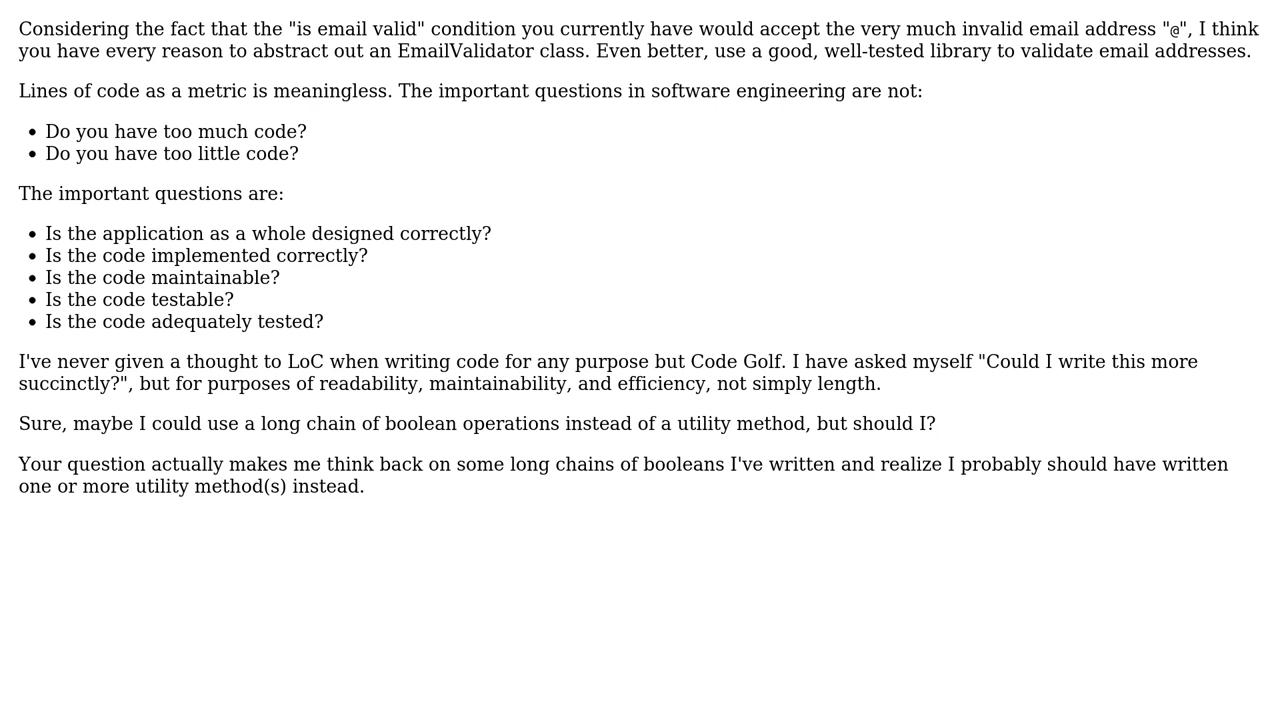 Considering the fact that the "is email valid" condition you currently have would accept the very much invalid email address "@", I think
you have every reason to abstract out an EmailValidator class. Even better, use a good, well-tested library to validate email addresses.
Lines of code as a metric is meaningless. The important questions in software engineering are not:
• Do you have too much code?
• Do you have too little code?
The important questions are:
• Is the application as a whole designed correctly?
• Is the code implemented correctly?
• Is the code maintainable?
• Is the code testable?
• Is the code adequately tested?
I've never given a thought to LoC when writing code for any purpose but Code Golf. I have asked myself "Could I write this more
succinctly?", but for purposes of readability, maintainability, and efficiency, not simply length.
Sure, maybe I could use a long chain of boolean operations instead of a utility method, but should I?
Your question actually makes me think back on some long chains of booleans I've written and realize I probably should have written
one or more utility method(s) instead.